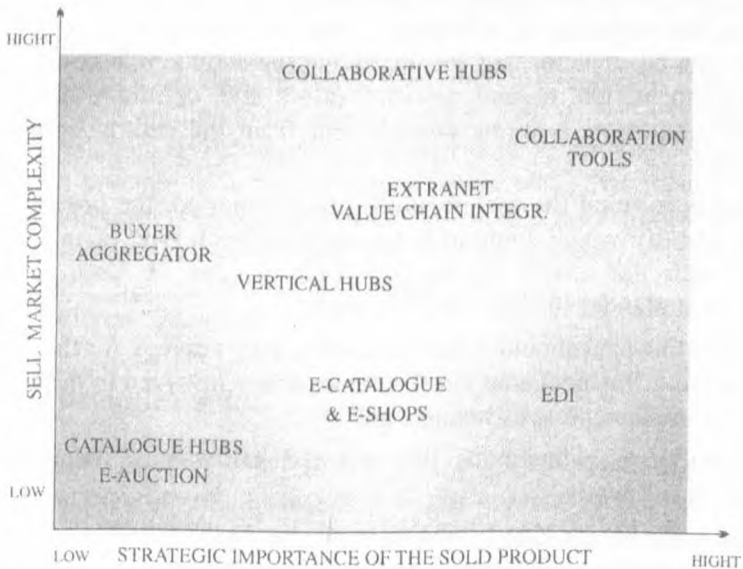 HIGHT
COLLABORATIVE HUBS
COLLABORATION
TOOLS
EXTRANET
VALUE CHAIN INTEGR.
BUYER
AGGREGATOR
VERTICAL HUBS
SELL MARKET COMPLEXITY
E-CATALOGUE
& E-SHOPS
EDI
CATALOGUE HUBS
E-AUCTION
LOW
LOW STRATEGIC IMPORTANCE OF THE SOLD PRODUCT HIGHT